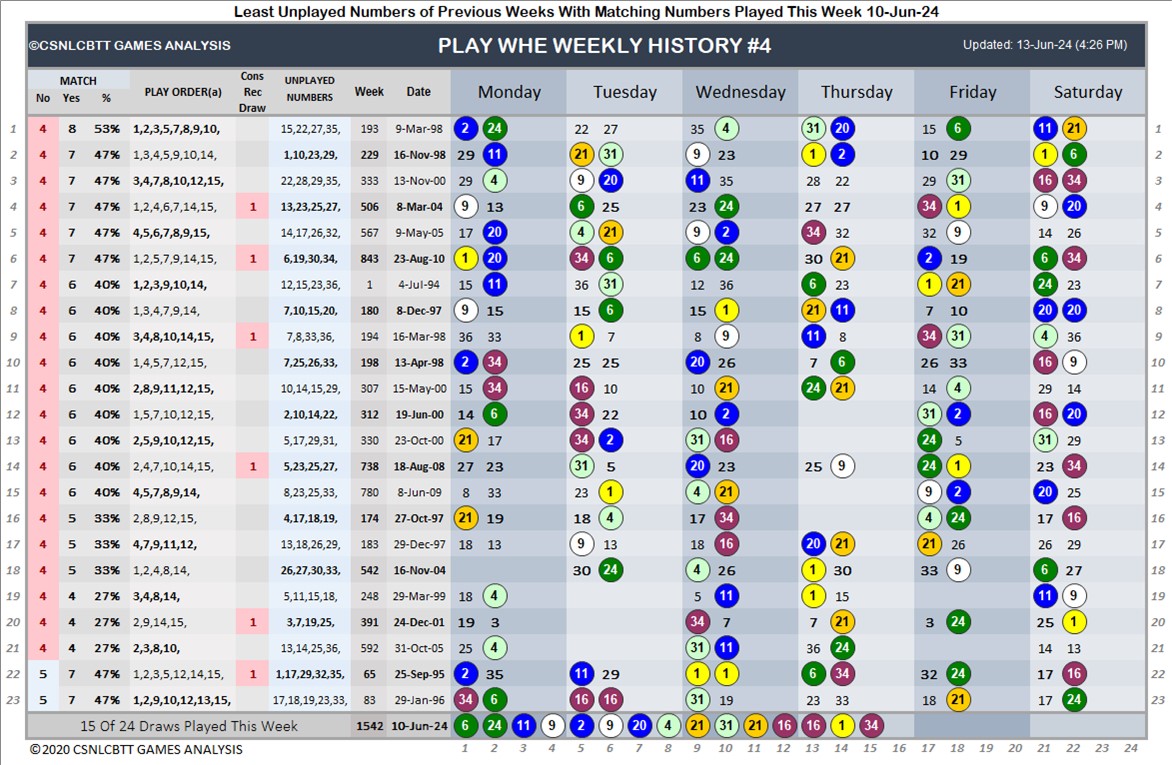 Least Unplayed Numbers of Previous Weeks With Matching Numbers Played This Week 10-Jun-24
©CSNLCBTT GAMES ANALYSIS PLAY WHE WEEKLY HISTORY #4 Updated: 13-Jun-24 (4:26 PM)
MATCH Cons
No Yes % PLAY ORDER(a) Rec UNPLAYED NUMBERS Week Date Monday Tuesday Wednesday Thursday Friday Saturday
Draw
1 4 8 53% 1,2,3,5,7,8,9,10, 15,22,27,35, 193 9-Mar-98 2 24 22 27 35 4 31 20 15 6 11 21 1
2 4 7 47% 1,3,4,5,9,10,14, 1,10,23,29, 229 16-Nov-98 29 11 21 31 9 23 1 2 10 29 1 6 2
3 4 7 47% 3,4,7,8,10,12,15, 22,28,29,35, 333 13-Nov-00 29 4 9 20 11 35 28 22 29 31 16 34 3
4 4 7 47% 1,2,4,6,7,14,15, 1 13,23,25,27, 506 8-Mar-04 9 13 6 25 23 24 27 27 34 1 9 20 4
5 4 7 47% 4,5,6,7,8,9,15, 14,17,26,32, 567 9-May-05 17 20 4 21 9 2 34 32 32 9 14 26 5
6 4 7 47% 1,2,5,7,9,14,15, 1 6,19,30,34, 843 23-Aug-10 1 20 34 6 6 24 30 21 2 19 6 34 6
7 4 6 40% 1,2,3,9,10,14, 12,15,23,36, 1 4-Jul-94 15 11 36 31 12 36 6 23 1 21 24 23 7
8 4 6 40% 1,3,4,7,9,14, 7,10,15,20, 180 8-Dec-97 9 15 15 6 15 1 21 11 7 10 20 20 8
9 4 6 40% 3,4,8,10,14,15, 1 7,8,33,36, 194 16-Mar-98 36 33 1 7 8 9 11 8 34 31 4 36 9
10 4 6 40% 1,4,5,7,12,15, 7,25,26,33, 198 13-Apr-98 2 34 25 25 20 26 7 6 26 33 16 9 10
11 4 6 40% 2,8,9,11,12,15, 10,14,15,29, 307 15-May-00 15 34 16 10 10 21 24 21 14 4 29 14 11
12 4 6 40% 1,5,7,10,12,15, 2,10,14,22, 312 19-Jun-00 14 6 34 22 10 2 31 2 16 20 12
13 4 6 40% 2,5,9,10,12,15, 5,17,29,31, 330 23-Oct-00 21 17 34 2 31 16 24 5 31 29 13
14 4 6 40% 2,4,7,10,14,15, 1 5,23,25,27, 738 18-Aug-08 27 23 31 5 20 23 25 9 24 1 23 34 14
15 4 6 40% 4,5,7,8,9,14, 8,23,25,33, 780 8-Jun-09 8 33 23 1 4 21 9 2 20 25 15
16 4 5 33% 2,8,9,12,15, 4,17,18,19, 174 27-Oct-97 21 19 18 4 17 34 4 24 17 16 16
17 4 5 33% 4,7,9,11,12, 13,18,26,29, 183 29-Dec-97 18 13 9 13 18 16 20 21 21 26 26 29 17
18 4 5 33% 1,2,4,8,14, 26,27,30,33, 542 16-Nov-04 30 24 4 26 1 30 33 9 6 27 18
19 4 4 27% 3,4,8,14, 5,11,15,18, 248 29-Mar-99 18 4 5 11 1 15 11 9 19
20 4 4 27% 2,9,14,15, 1 3,7,19,25, 391 24-Dec-01 19 3 34 7 7 21 3 24 25 1 20
21 4 4 27% 2,3,8,10, 13,14,25,36, 592 31-Oct-05 25 4 31 11 36 24 14 13 21
22 5 7 47% 1,2,3,5,12,14,15, 1 1,17,29,32,35, 65 25-Sep-95 2 35 11 29 1 1 6 34 32 24 17 16 22
23 5 7 47% 1,2,9,10,12,13,15, 17,18,19,23,33, 83 29-Jan-96 34 6 16 16 31 19 23 33 18 21 17 24 23
15 Of 24 Draws Played This Week 1542 10-Jun-24 6 24 11 9 2 9 20 4 21 31 21 16 16 1 34
© 2020 CSNLCBTT GAMES ANALYSIS 1 2 3 4 5 6 7 8 9 10 11 12 13 14 15 16 17 18 19 20 21 22 23 24